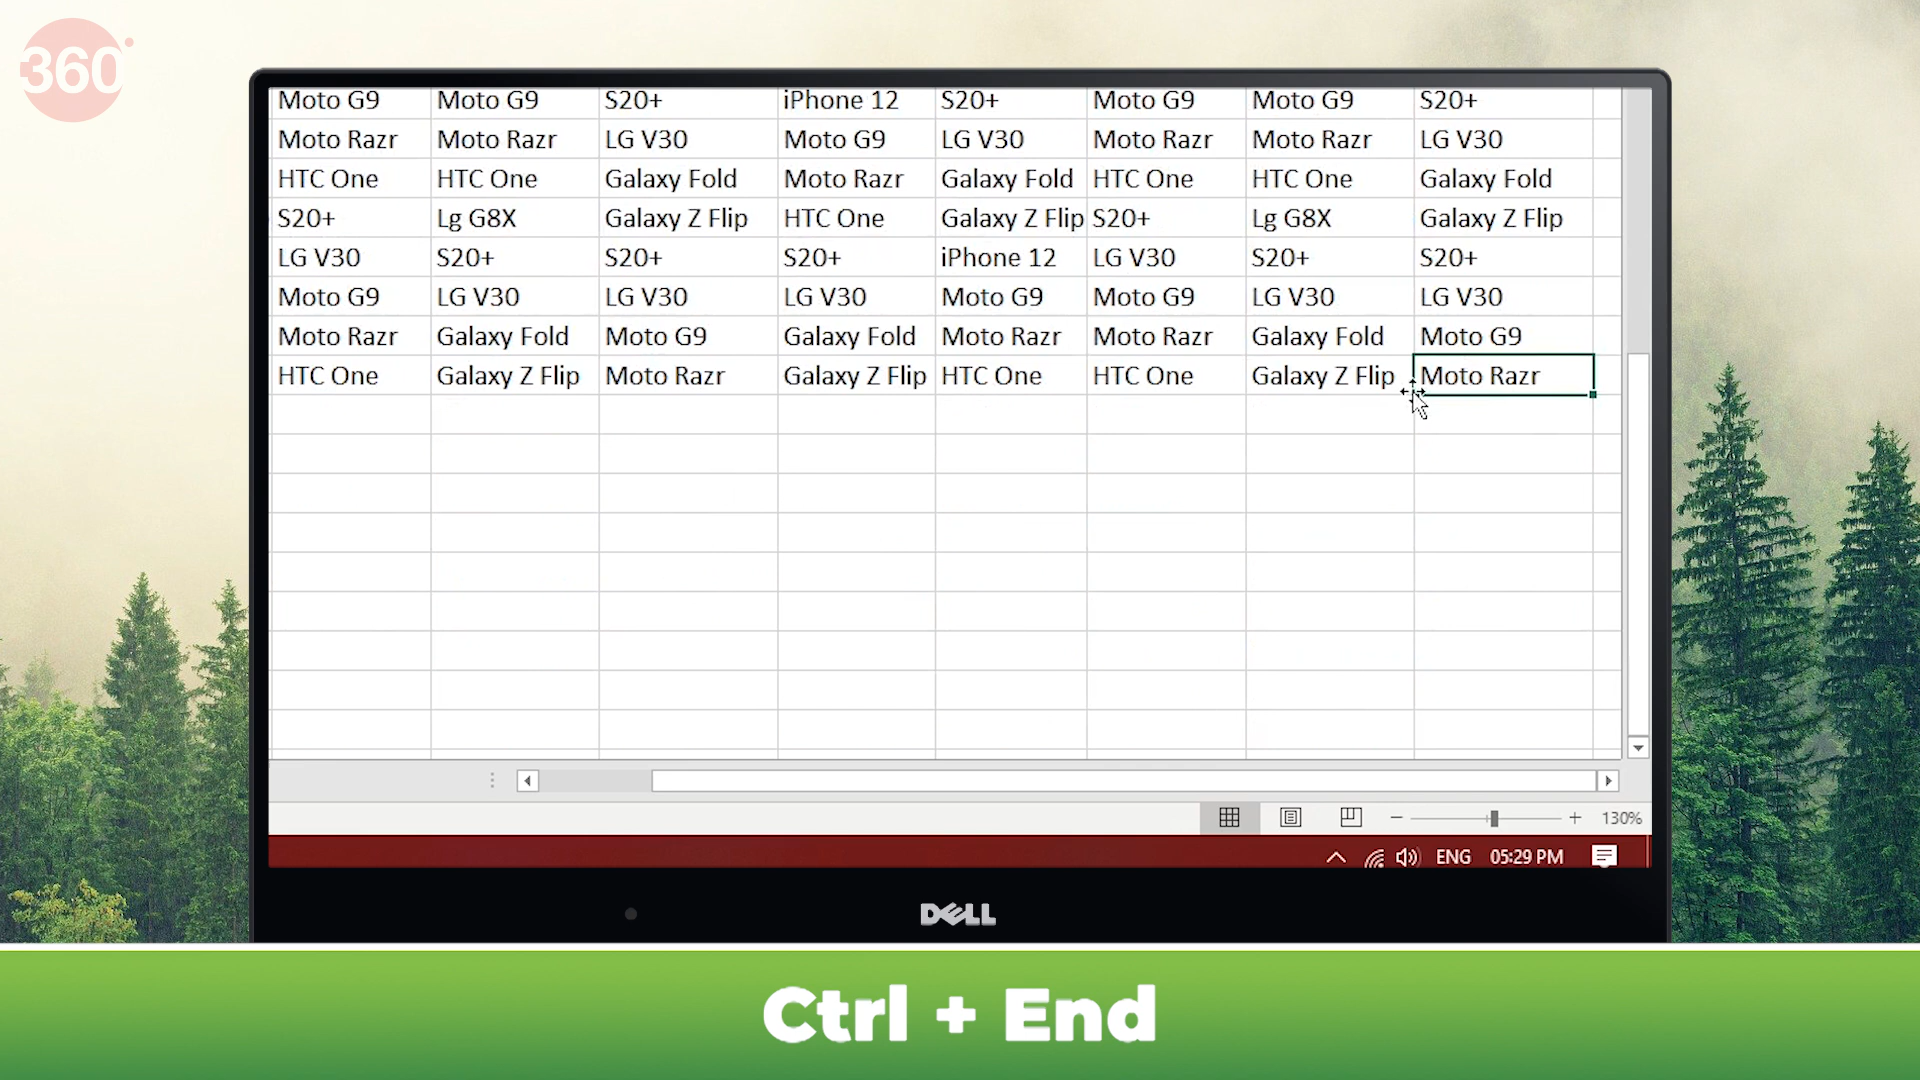 360°
Moto G9 Moto G9 S20+ iPhone 12 S20+ Moto G9 Moto G9 S20+
Moto Razr Moto Razr LG V30 Moto G9 LG V30 Moto Razr Moto Razr LG V30
HTC One HTC One Galaxy Fold Moto Razr Galaxy Fold HTC One HTC One Galaxy Fold
S20+ Lg G8X Galaxy Z Flip HTC One Galaxy Z Flip S20+ Lg G8X Galaxy Z Flip
LG V30 S20+ S20+ S20+ iPhone 12 LG V30 S20+ S20+
Moto G9 LG V30 LG V30 LG V30 Moto G9 Moto G9 LG V30 LG V30
Moto Razr Galaxy Fold Moto G9 Galaxy Fold Moto Razr Moto Razr Galaxy Fold Moto G9
HTC One Galaxy Z Flip Moto Razr Galaxy Z Flip HTC One HTC One Galaxy Z Flip Moto Razr
130%
ENG 05:29 PM
DELL
Ctrl + End